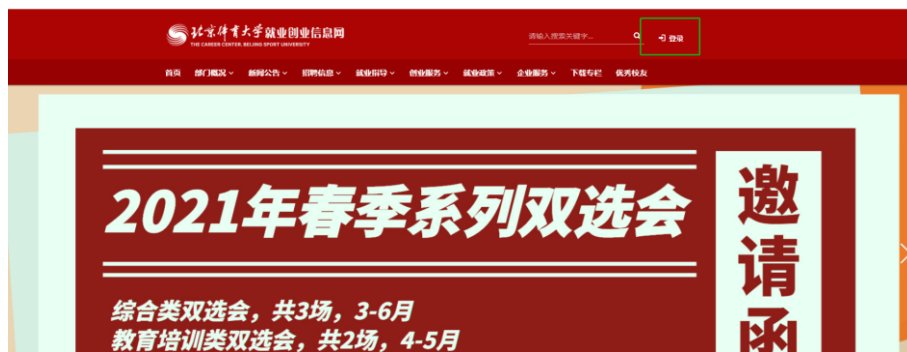 北京体育大学就业创业信息网
THE CAREER CENTER, BEIJING SPORT UNIVERSITY
请输入搜索关键字...
登录
首页 部门概况 新闻公告 招聘信息 就业指导 创业服务 就业政策 企业服务 下载专栏 优秀校友
2021年春季系列双选会
综合类双选会，共3场，3-6月
教育培训类双选会，共2场，4-5月
邀请函